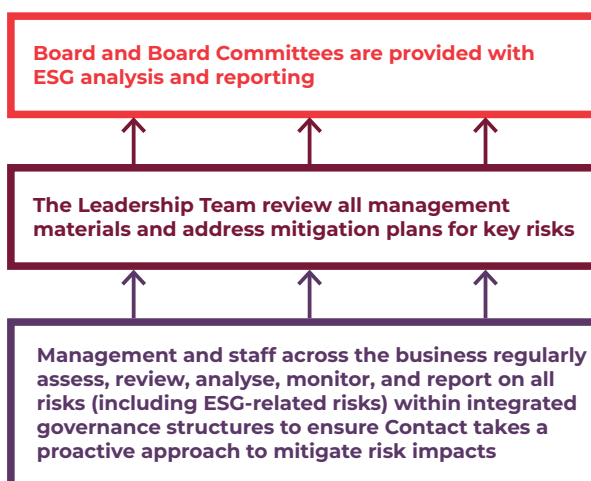 Board and Board Committees are provided with
ESG analysis and reporting
The Leadership Team review all management
materials and address mitigation plans for key risks
Management and staff across the business regularly
assess, review, analyse, monitor, and report on all
risks (including ESG-related risks) within integrated
governance structures to ensure Contact takes a
proactive approach to mitigate risk impacts